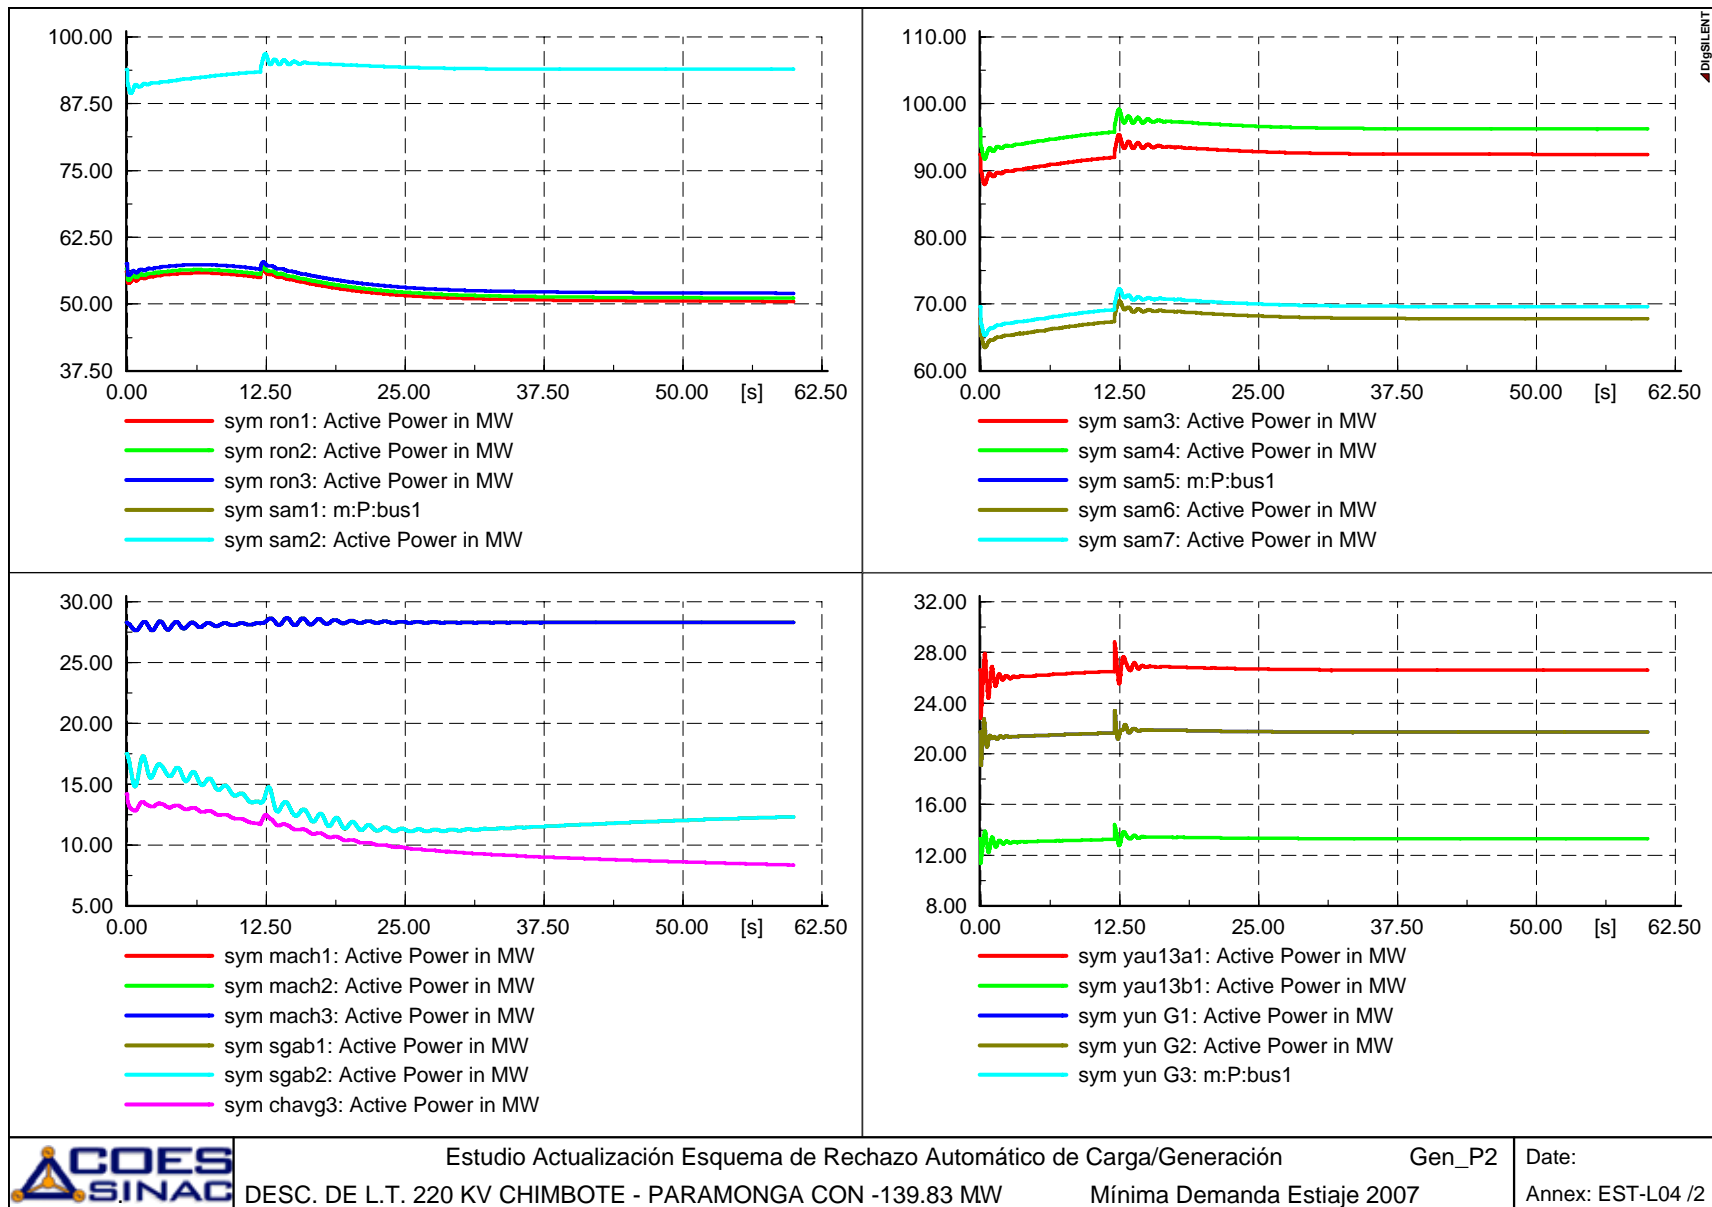 DIgSILENT
100.00
87.50
75.00
62.50
50.00
37.50
0.00 12.50 25.00 37.50 50.00 [s] 62.50
sym ron1: Active Power in MW
sym ron2: Active Power in MW
sym ron3: Active Power in MW
sym sam1: m:P:bus1
sym sam2: Active Power in MW
110.00
100.00
90.00
80.00
70.00
60.00
0.00 12.50 25.00 37.50 50.00 [s] 62.50
sym sam3: Active Power in MW
sym sam4: Active Power in MW
sym sam5: m:P:bus1
sym sam6: Active Power in MW
sym sam7: Active Power in MW
30.00
25.00
20.00
15.00
10.00
5.00
0.00 12.50 25.00 37.50 50.00 [s] 62.50
sym mach1: Active Power in MW
sym mach2: Active Power in MW
sym mach3: Active Power in MW
sym sgab1: Active Power in MW
sym sgab2: Active Power in MW
sym chavg3: Active Power in MW
32.00
28.00
24.00
20.00
16.00
12.00
8.00
0.00 12.50 25.00 37.50 50.00 [s] 62.50
sym yau13a1: Active Power in MW
sym yau13b1: Active Power in MW
sym yun G1: Active Power in MW
sym yun G2: Active Power in MW
sym yun G3: m:P:bus1
COES
SINAC
Estudio Actualización Esquema de Rechazo Automático de Carga/Generación Gen_P2
DESC. DE L.T. 220 KV CHIMBOTE - PARAMONGA CON -139.83 MW Mínima Demanda Estiaje 2007
Date:
Annex: EST-L04 /2